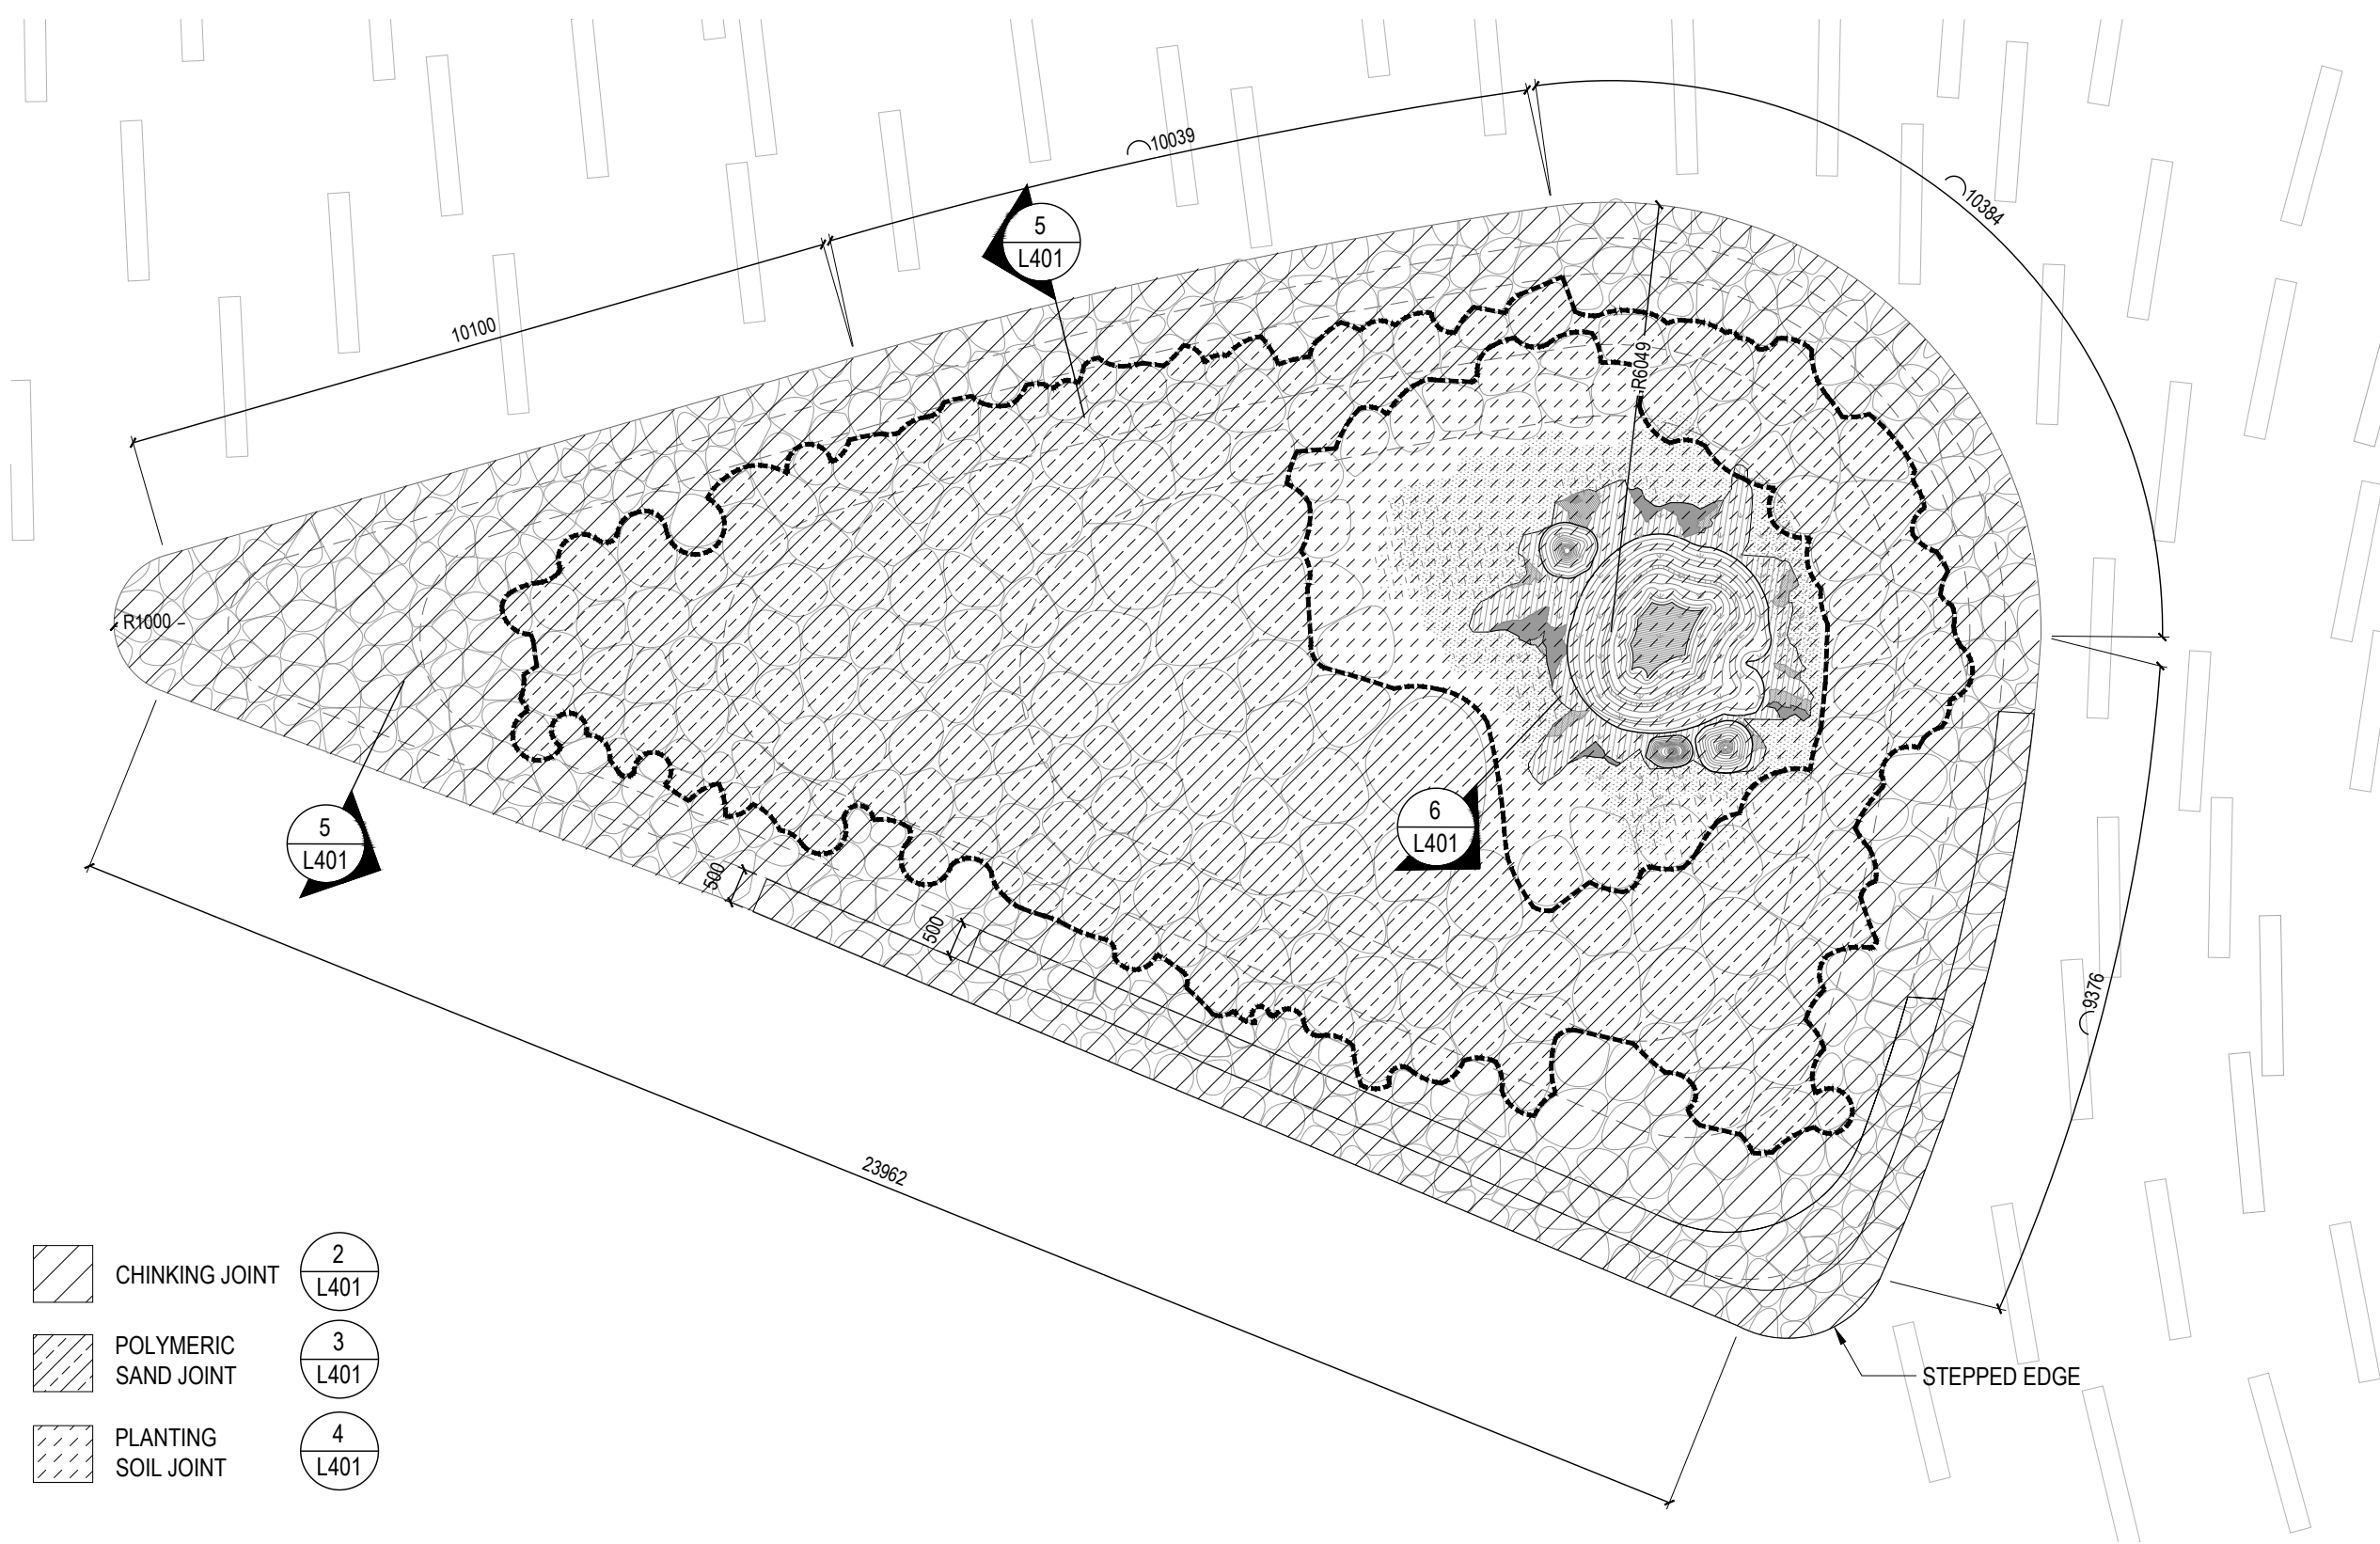 10039
10384
5
L401
10100
R6049
R1000
6
L401
5
L401
500
500
9376
23962
CHINKING JOINT
2
L401
POLYMERIC
SAND JOINT
3
L401
PLANTING
SOIL JOINT
4
L401
STEPPED EDGE